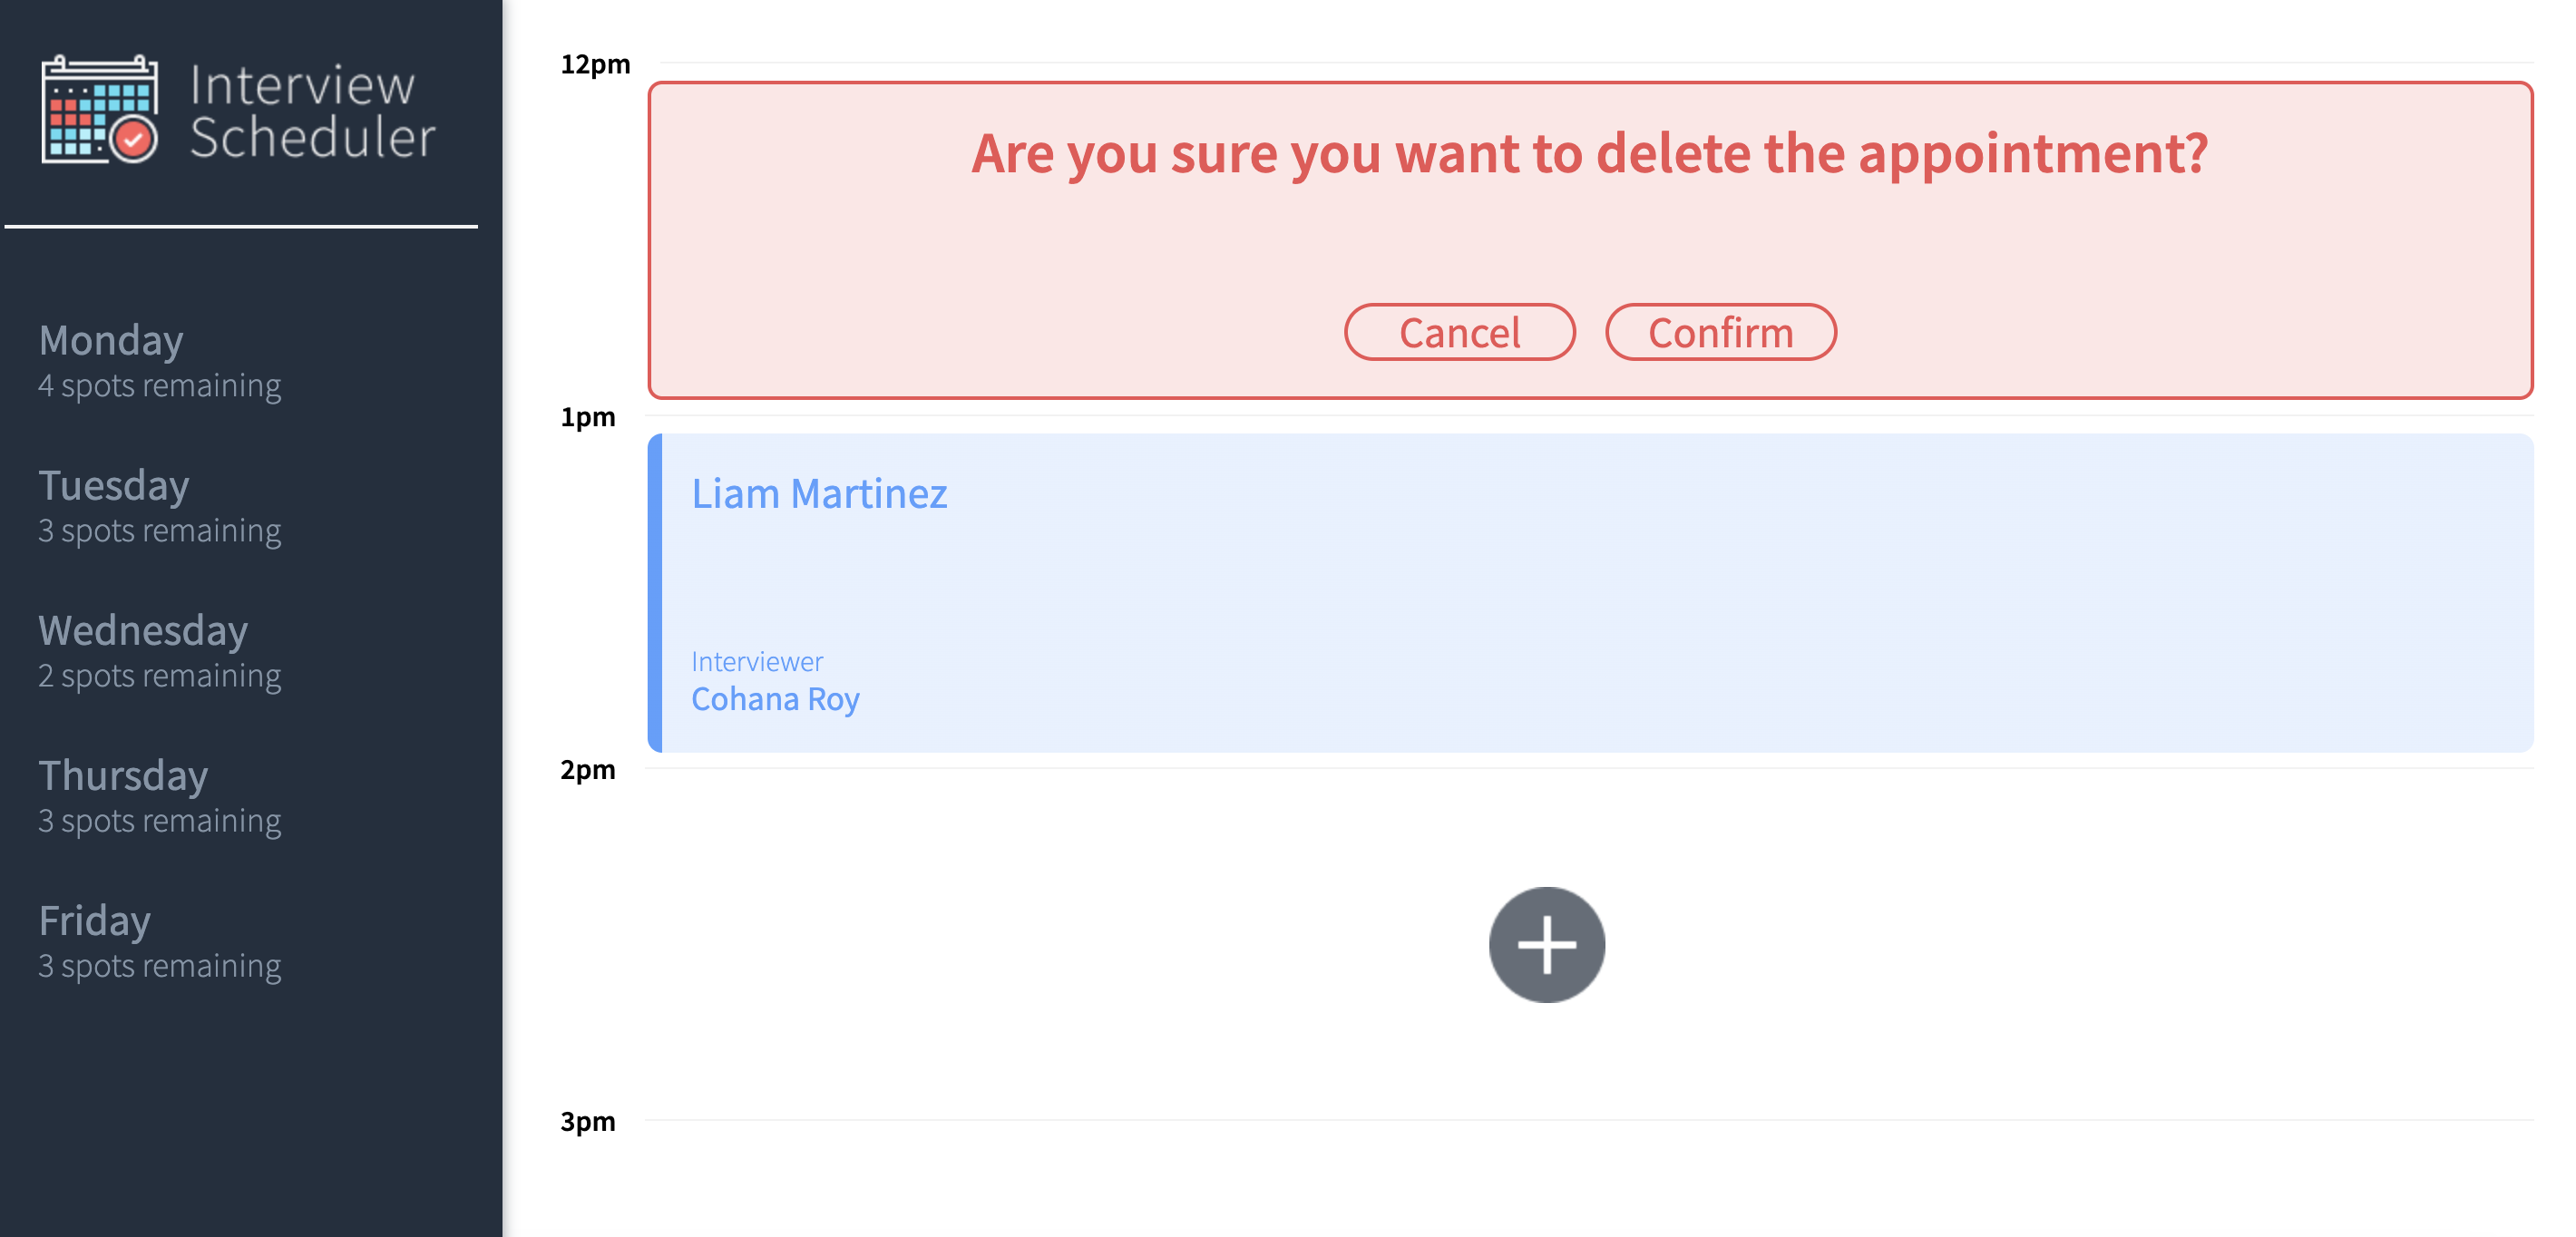 Interview
Scheduler
Monday
4 spots remaining
Tuesday
3 spots remaining
Wednesday
2 spots remaining
Thursday
3 spots remaining
Friday
3 spots remaining
12pm
Are you sure you want to delete the appointment?
Cancel Confirm
1pm
Liam Martinez
Interviewer
Cohana Roy
2pm
3pm